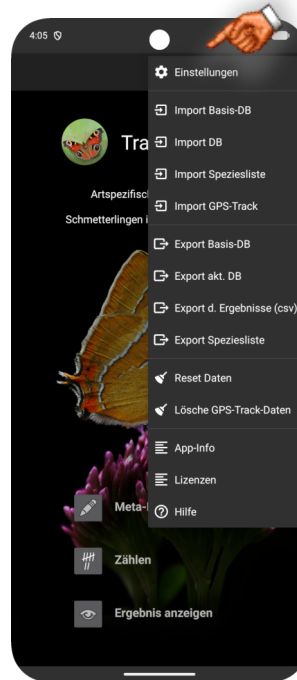 4:05
Einstellungen
Import Basis-DB
Import DB
Import Speziesliste
Import GPS-Track
Export Basis-DB
Export akt. DB
Export d. Ergebnisse (csv)
Export Speziesliste
Reset Daten
Lösche GPS-Track-Daten
App-Info
Lizenzen
Hilfe
Tra
Artspezifisc
Schmetterlingen i
Meta-
Zählen
Ergebnis anzeigen